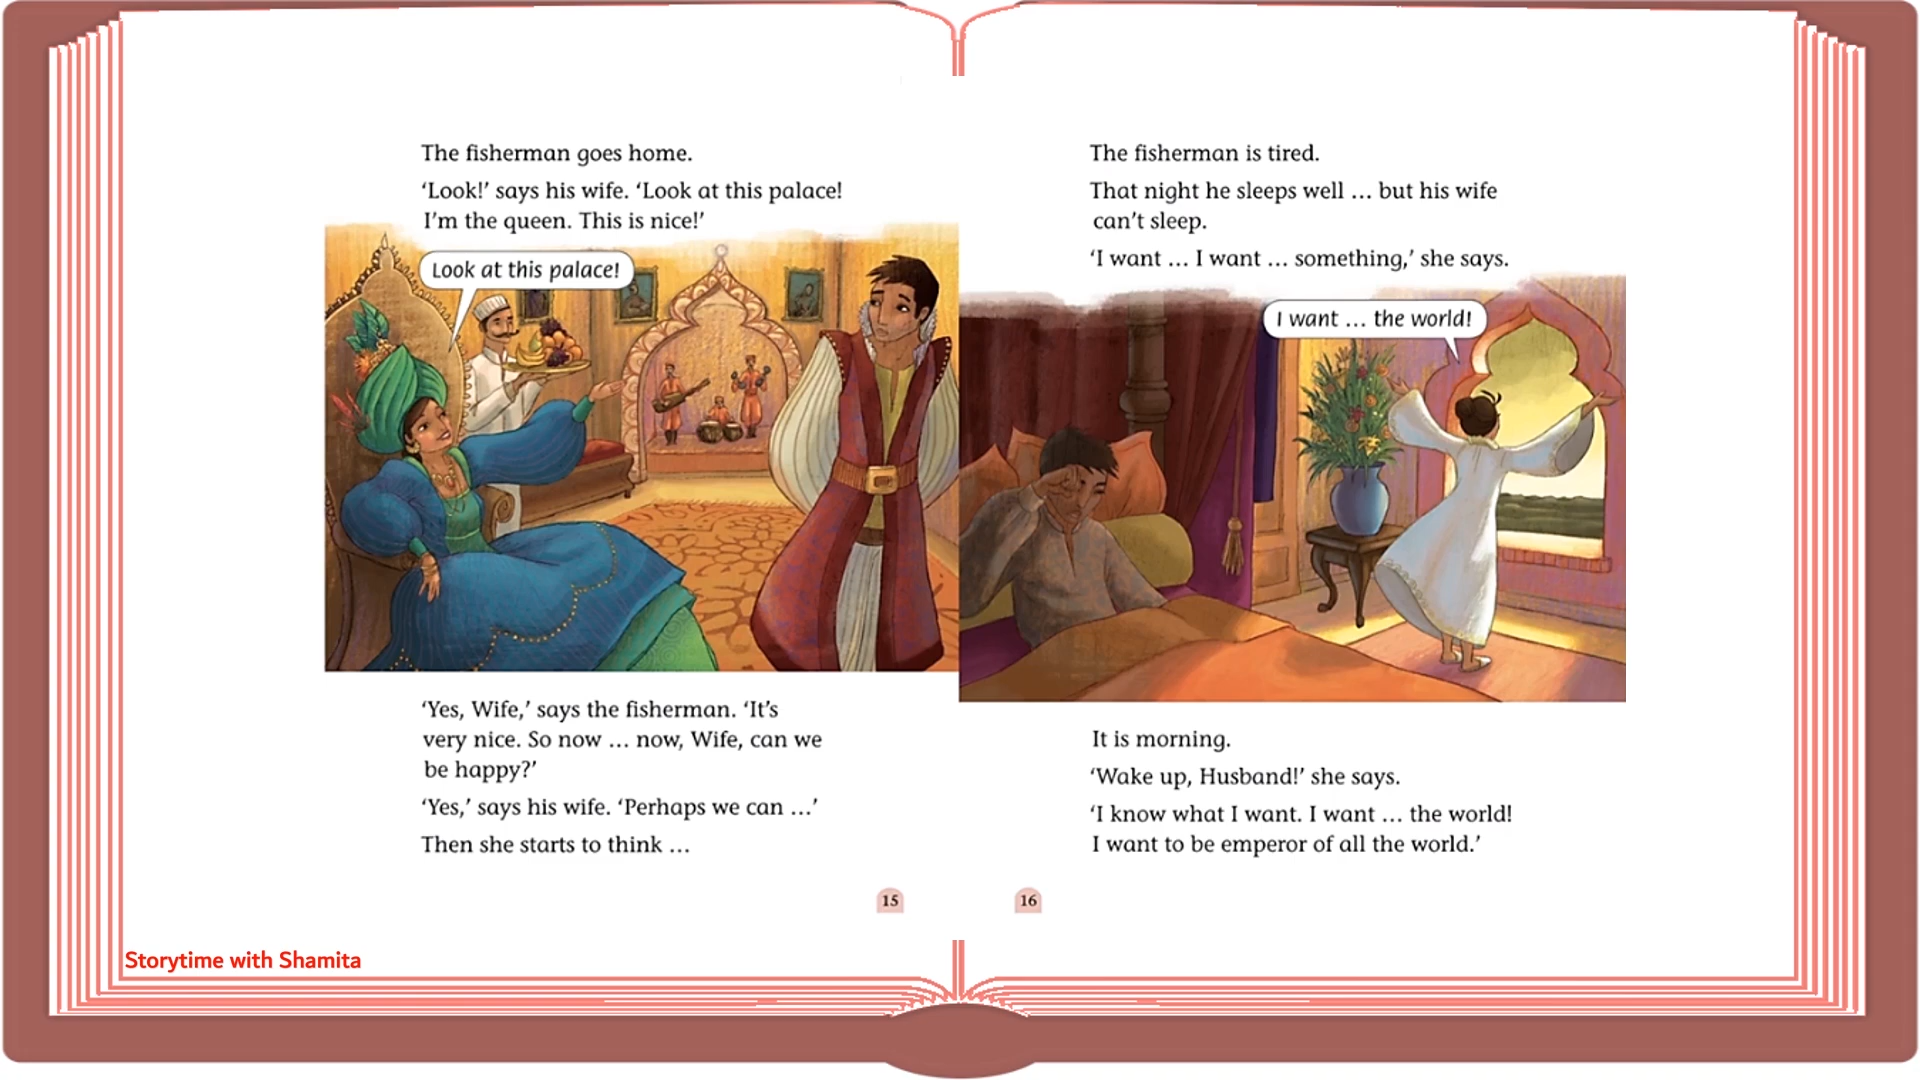 The fisherman goes home.
‘Look!’ says his wife. ‘Look at this palace!
I’m the queen. This is nice!’
Look at this palace!
‘Yes, Wife,’ says the fisherman. ‘It’s
very nice. So now … now, Wife, can we
be happy?’
‘Yes,’ says his wife. ‘Perhaps we can …’
Then she starts to think …
15
The fisherman is tired.
That night he sleeps well … but his wife
can’t sleep.
‘I want … I want … something,’ she says.
I want … the world!
It is morning.
‘Wake up, Husband!’ she says.
‘I know what I want. I want … the world!
I want to be emperor of all the world.’
16
Storytime with Shamita